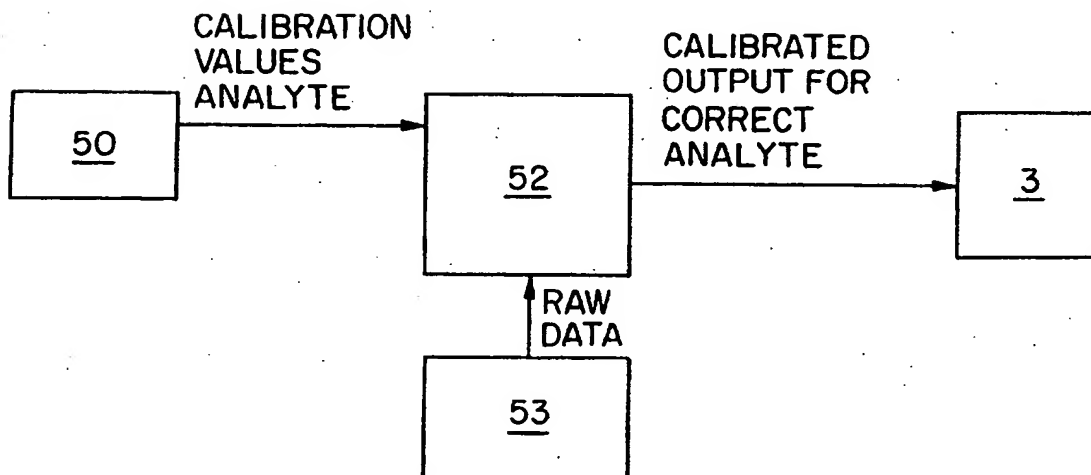 CALIBRATION
VALUES
ANALYTE
50
52
CALIBRATED
OUTPUT FOR
CORRECT
ANALYTE
3
RAW
DATA
53